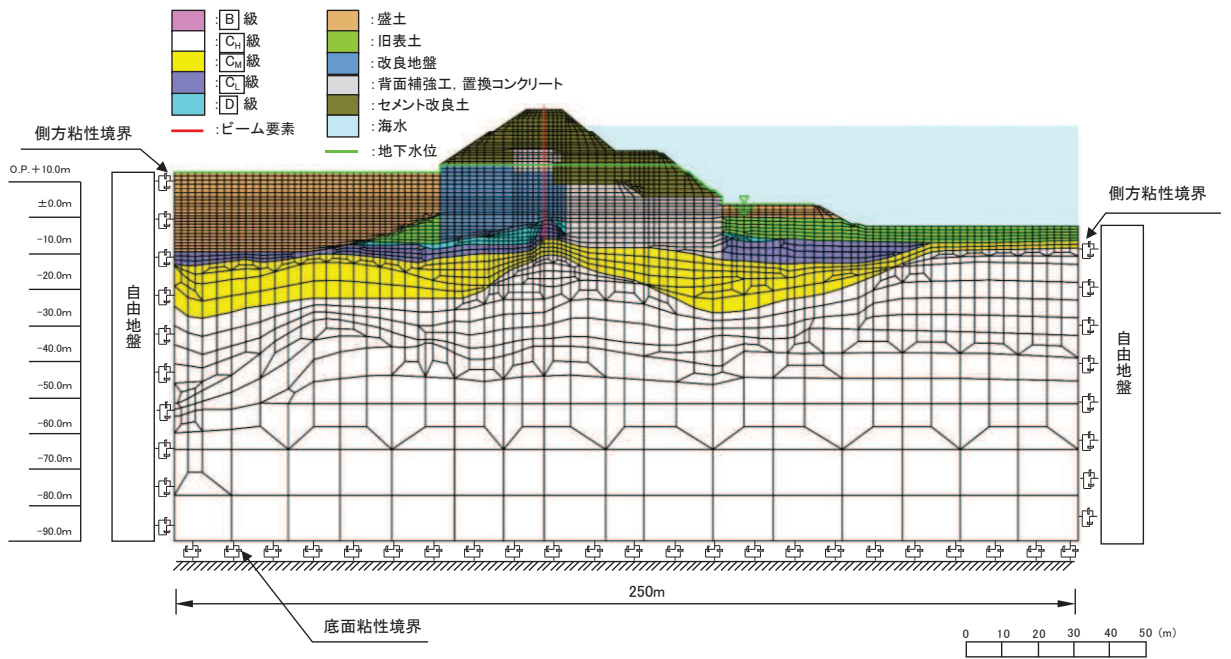 : B 級
: CH 級
: CM 級
: CL 級
: D 級
: ビーム要素
: 盛土
: 旧表土
: 改良地盤
: 背面補強工, 置換コンクリート
: セメント改良土
: 海水
: 地下水位
側方粘性境界
側方粘性境界
O.P.+10.0m
±0.0m
-10.0m
-20.0m
-30.0m
-40.0m
-50.0m
-60.0m
-70.0m
-80.0m
-90.0m
自由地盤
自由地盤
250m
底面粘性境界
0 10 20 30 40 50 (m)